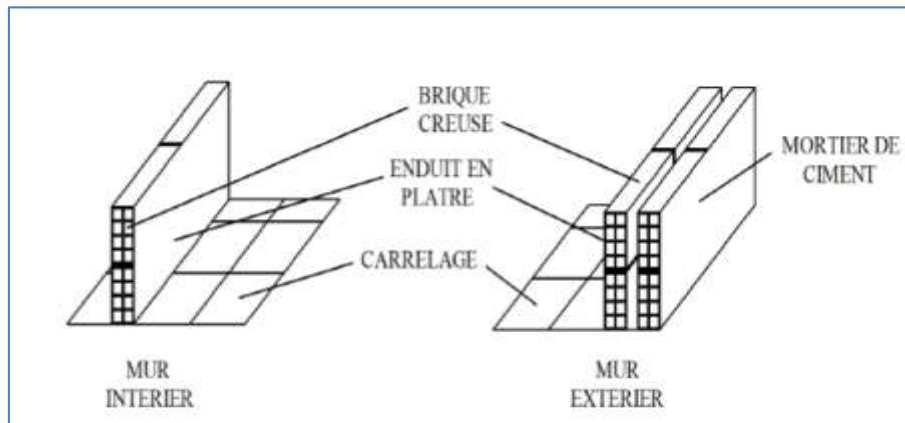 BRIQUE
CREUSE
MORTIER DE
CIMENT
ENDUIT EN
PLATRE
CARRELAGE
MUR
INTERIER
MUR
EXTERIER